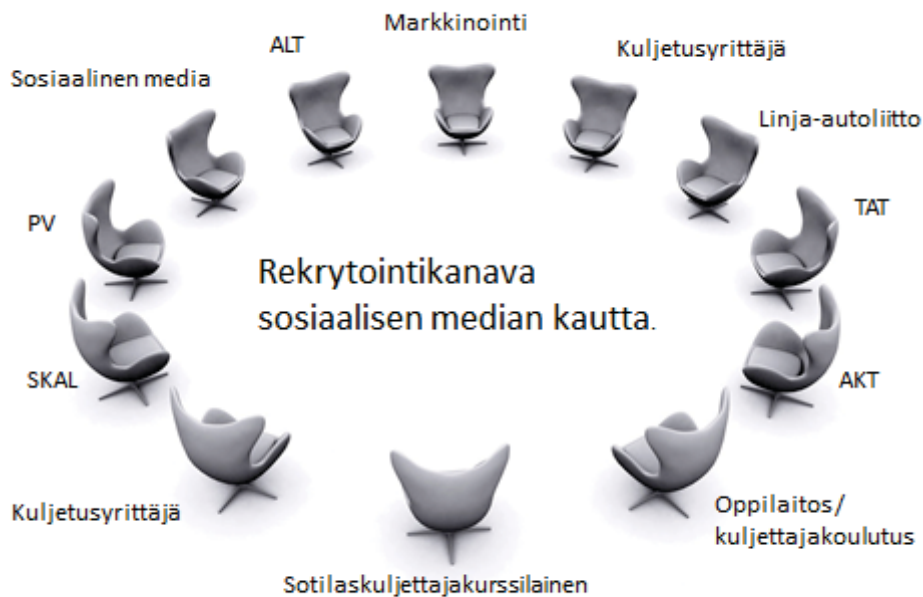 Markkinointi
ALT
Kuljetusyrittäjä
Sosiaalinen media
Linja-autoliitto
PV
TAT
Rekrytointikanava
sosiaalisen median kautta.
SKAL
AKT
Kuljetusyrittäjä
Oppilaitos/
kuljettajakoulutus
Sotilaskuljettajakurssilainen